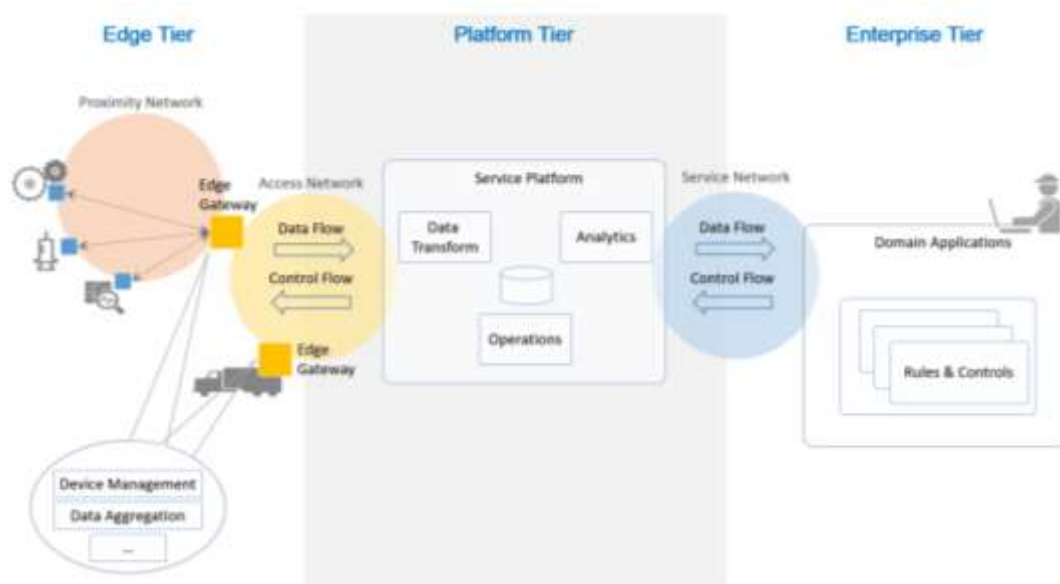 Edge Tier
Platform Tier
Enterprise Tier
Proximity Network
Edge
Gateway
Access Network
Data Flow
Control Flow
Edge
Gateway
Device Management
Data Aggregation
...
Service Platform
Data
Transform
Analytics
Operations
Service Network
Data Flow
Control Flow
Domain Applications
Rules & Controls